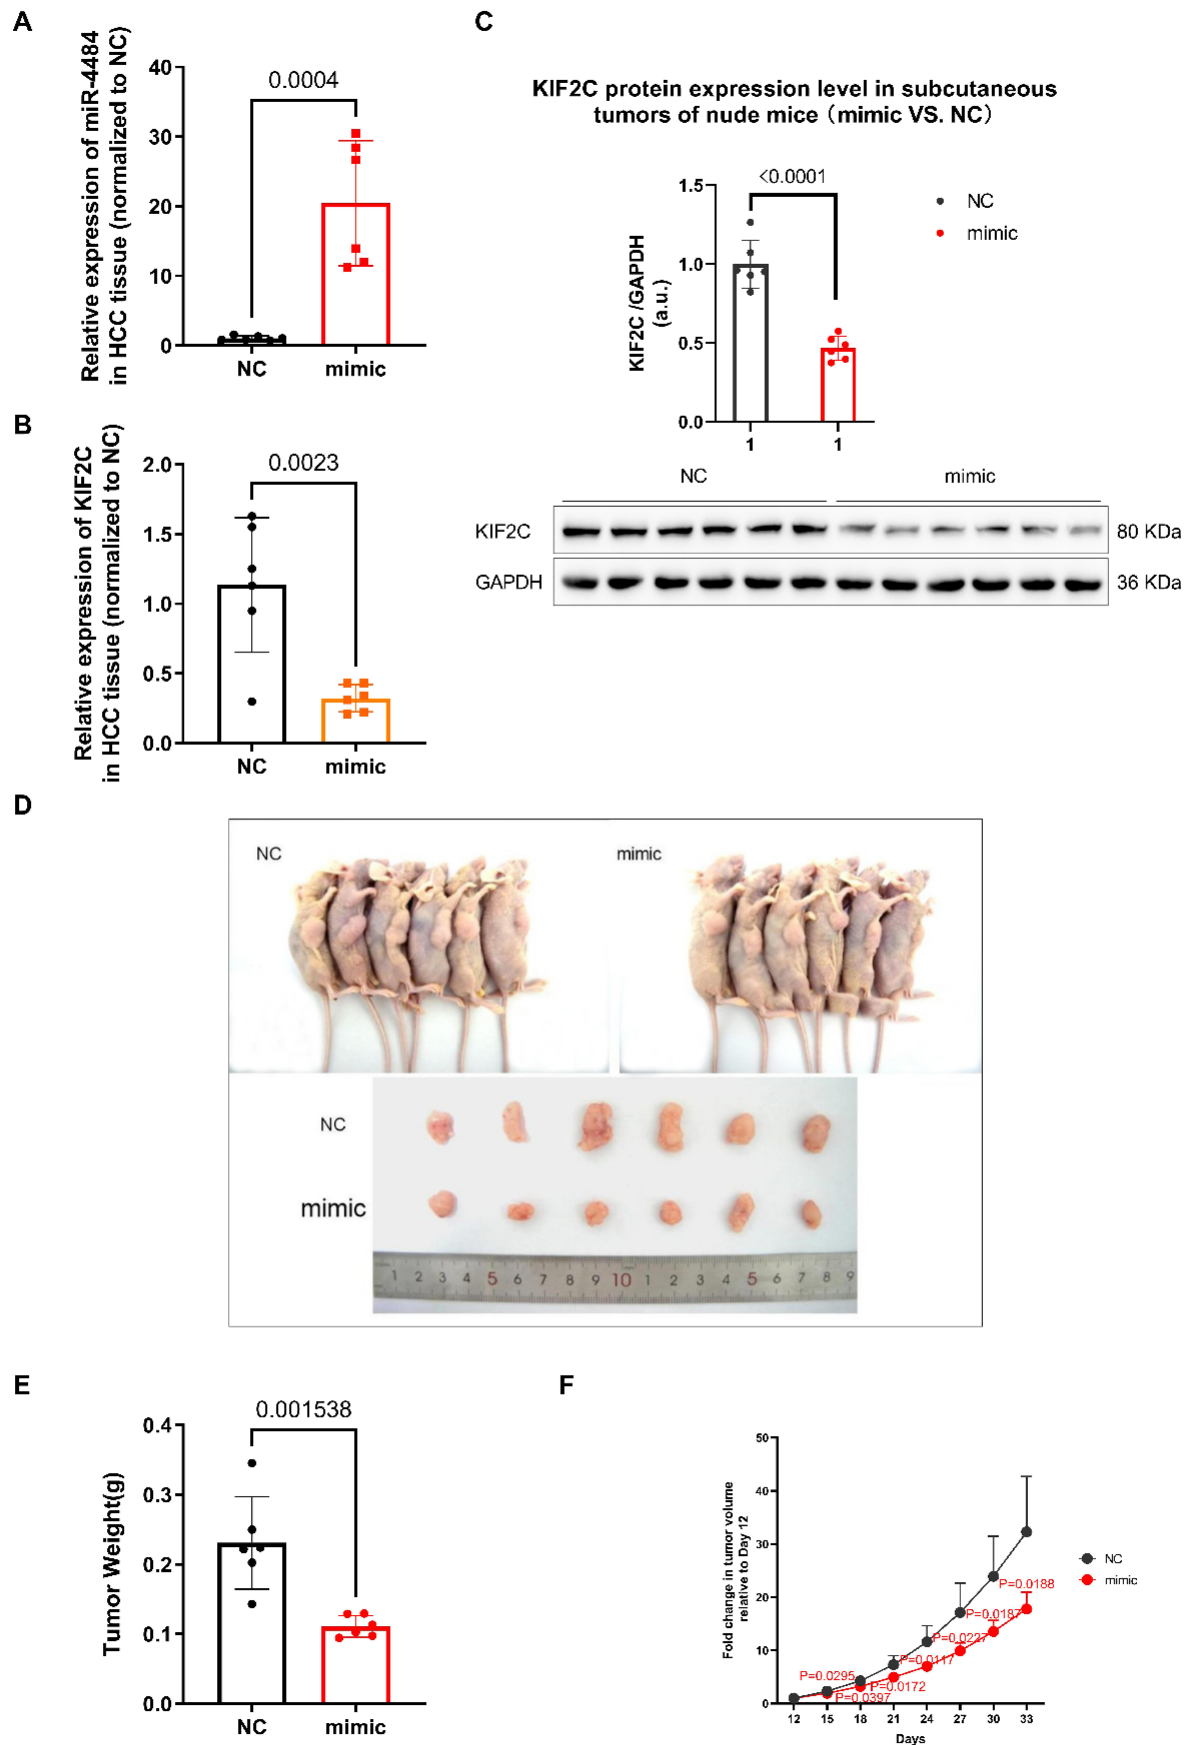 A
Relative expression of miR-4484
in HCC tissue (normalized to NC)
40
30
20
10
0
0.0004
NC
mimic
B
Relative expression of KIF2C
in HCC tissue (normalized to NC)
2.0
1.5
1.0
0.5
0.0
0.0023
NC
mimic
C
KIF2C protein expression level in subcutaneous
tumors of nude mice（mimic VS. NC）
KIF2C /GAPDH
(a.u.)
1.5
1.0
0.5
0.0
<0.0001
1
1
NC
mimic
NC
mimic
KIF2C
80 KDa
GAPDH
36 KDa
D
NC
mimic
NC
mimic
1 2 3 4 5 6 7 8 9 10 1 2 3 4 5 6 7 8 9
E
Tumor Weight(g)
0.4
0.3
0.2
0.1
0.0
0.001538
NC
mimic
F
Fold change in tumor volume
relative to Day 12
50
40
30
20
10
0
P=0.0188
P=0.0187
P=0.0227
P=0.0117
P=0.0295
P=0.0172
P=0.0397
12 15 18 21 24 27 30 33
Days
NC
mimic